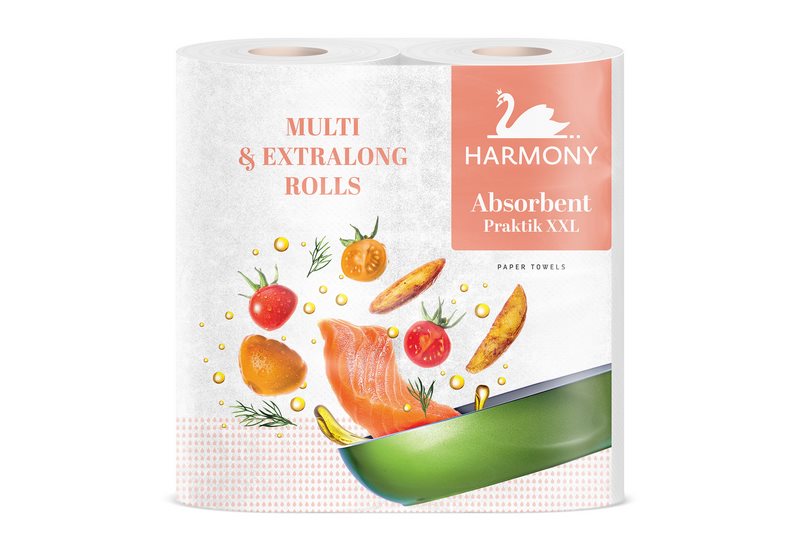 MULTI
& EXTRALONG
ROLLS
HARMONY
Absorbent
Praktik XXL
PAPER TOWELS